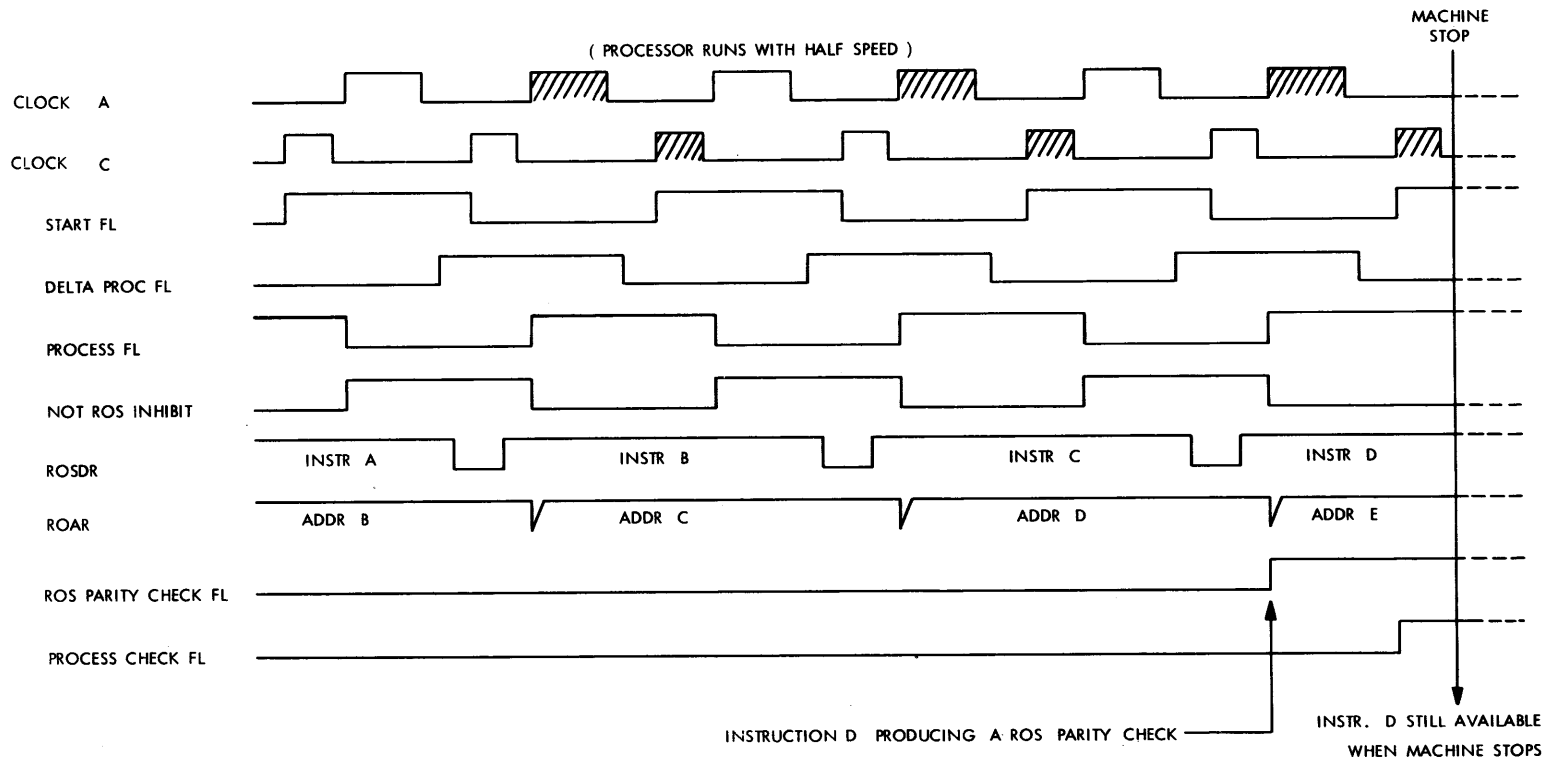 MACHINE
STOP
( PROCESSOR RUNS WITH HALF SPEED )
CLOCK A
CLOCK C
START FL
DELTA PROC FL
PROCESS FL
NOT ROS INHIBIT
ROSDR
INSTR A
INSTR B
INSTR C
INSTR D
ROAR
ADDR B
ADDR C
ADDR D
ADDR E
ROS PARITY CHECK FL
PROCESS CHECK FL
INSTRUCTION D PRODUCING A ROS PARITY CHECK
INSTR. D STILL AVAILABLE
WHEN MACHINE STOPS